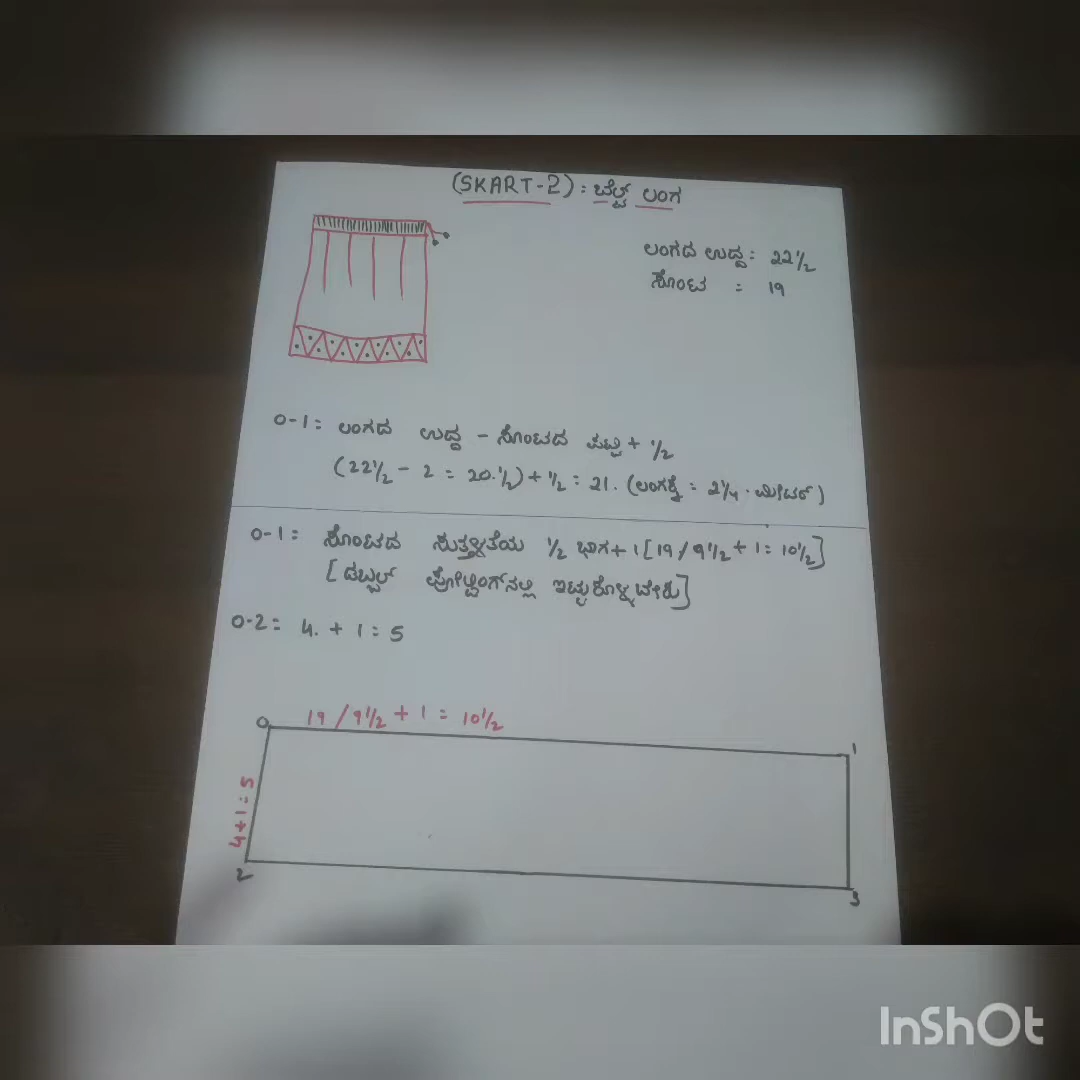 (SKART-2) : ಬೆಲ್ಟ್ ಲಂಗ
ಲಂಗದ ಉದ್ದ : 22½
ಸೊಂಟ : 19
0-1 = ಲಂಗದ ಉದ್ದ - ಸೊಂಟದ ಪಟ್ಟಿ + ½
(22½ - 2 = 20.½) + ½ = 21. (ಲಂಗಕ್ಕೆ = 2¼. ಮೀಟರ್)
0-1 = ಸೊಂಟದ ಸುತ್ತಳತೆಯ ½ ಭಾಗ + 1 [19/9½ + 1 = 10½]
[ಡಬ್ಬಲ್ ಫೋಲ್ಡಿಂಗ್‌ನಲ್ಲಿ ಇಟ್ಟುಕೊಳ್ಳಬೇಕು]
0-2 = 4. + 1 = 5
0 19/9½ + 1 = 10½ 1
4+1=5
2 3
InShOt